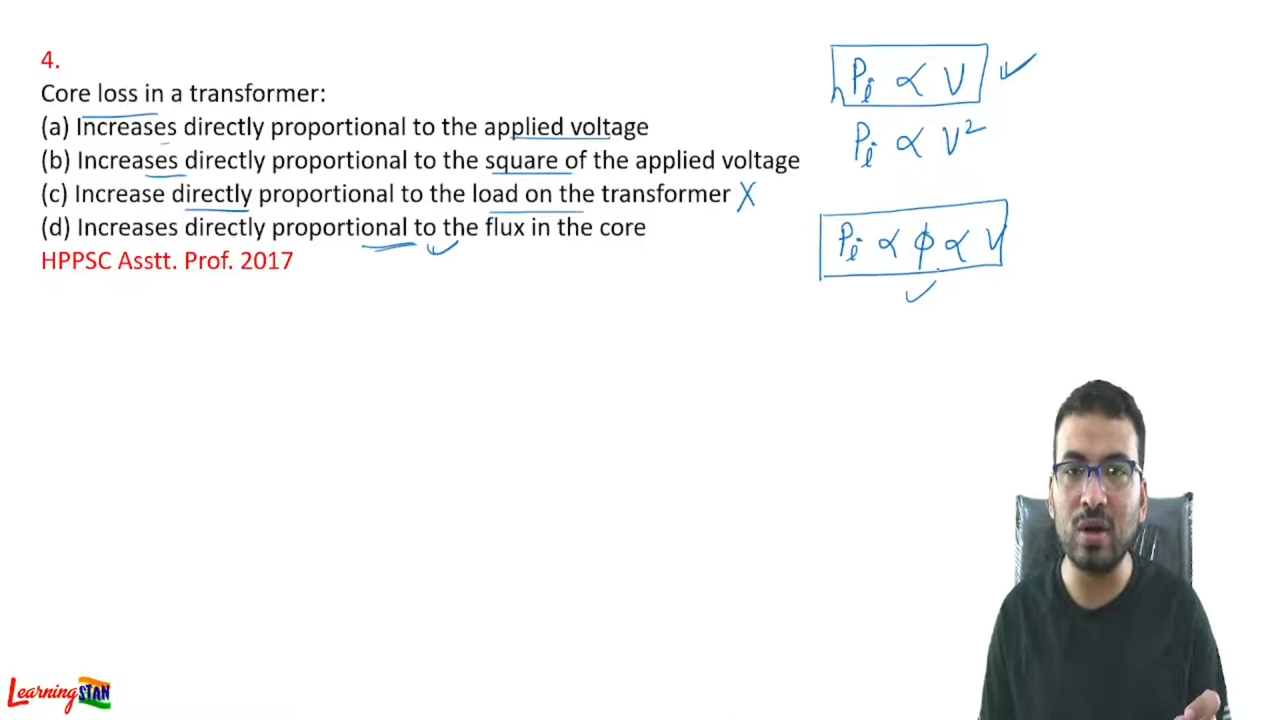 4.
Core loss in a transformer:
(a) Increases directly proportional to the applied voltage
(b) Increases directly proportional to the square of the applied voltage
(c) Increase directly proportional to the load on the transformer X
(d) Increases directly proportional to the flux in the core
HPPSC Asstt. Prof. 2017
Pi ∝ V
Pi ∝ V²
Pi ∝ ϕ ∝ V
Learning STAN